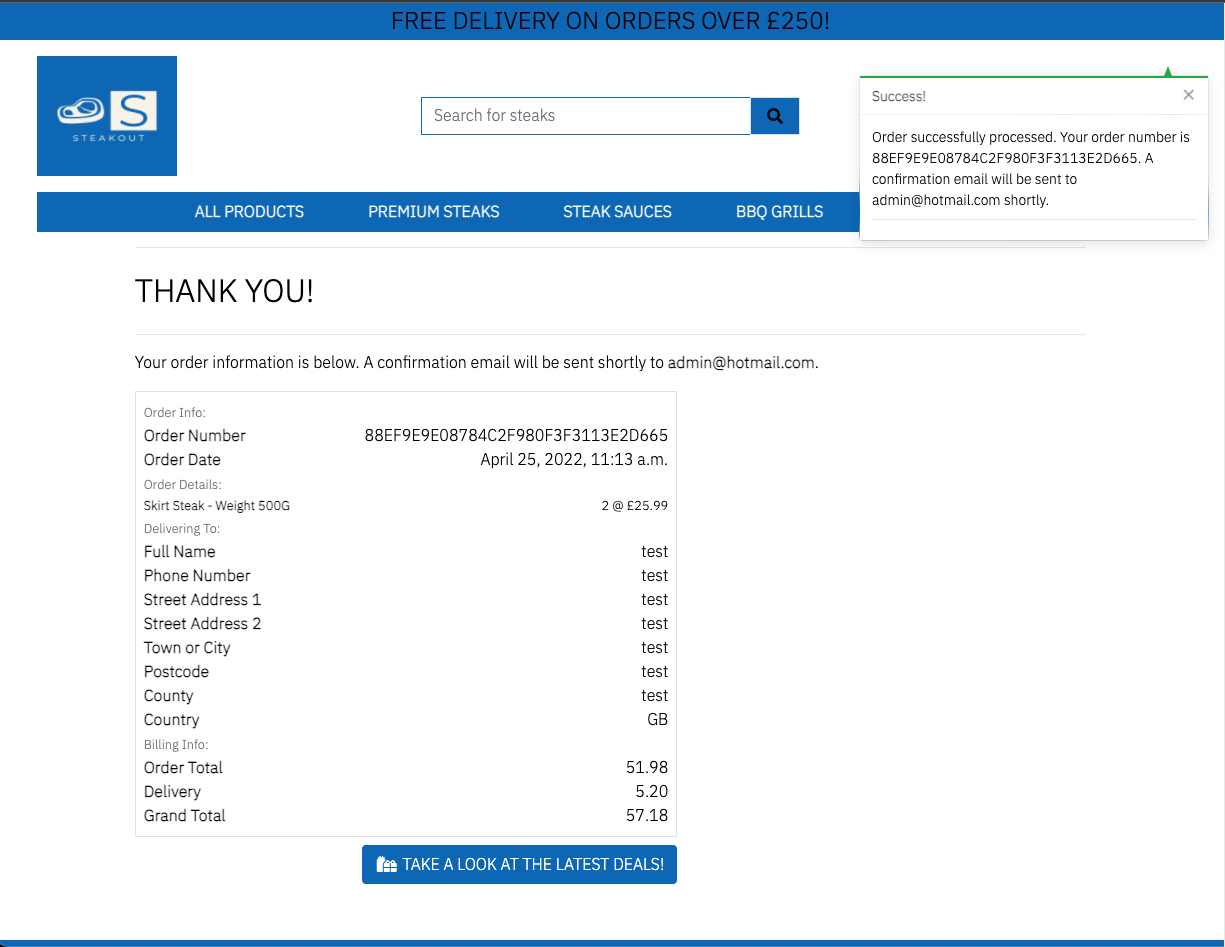 FREE DELIVERY ON ORDERS OVER £250!
S
STEAKOUT
Search for steaks
Success!
Order successfully processed. Your order number is
88EF9E9E08784C2F980F3F3113E2D665. A
confirmation email will be sent to
admin@hotmail.com shortly.
ALL PRODUCTS PREMIUM STEAKS STEAK SAUCES BBQ GRILLS
THANK YOU!
Your order information is below. A confirmation email will be sent shortly to admin@hotmail.com.
Order Info:
Order Number 88EF9E9E08784C2F980F3F3113E2D665
Order Date April 25, 2022, 11:13 a.m.
Order Details:
Skirt Steak - Weight 500G 2 @ £25.99
Delivering To:
Full Name test
Phone Number test
Street Address 1 test
Street Address 2 test
Town or City test
Postcode test
County test
Country GB
Billing Info:
Order Total 51.98
Delivery 5.20
Grand Total 57.18
TAKE A LOOK AT THE LATEST DEALS!